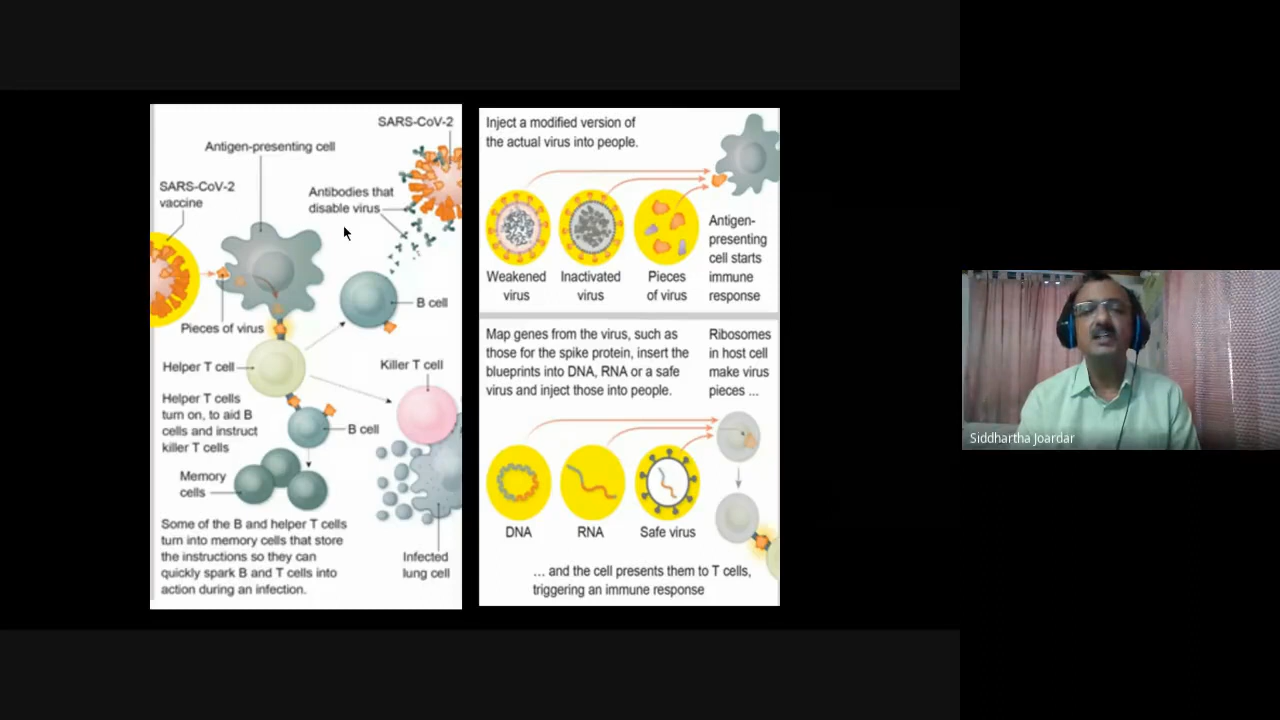 SARS-CoV-2
Antigen-presenting cell
SARS-CoV-2
vaccine
Antibodies that
disable virus
B cell
Pieces of virus
Helper T cell
Killer T cell
Helper T cells
turn on, to aid B
cells and instruct
killer T cells
B cell
Memory
cells
Some of the B and helper T cells
turn into memory cells that store
the instructions so they can
quickly spark B and T cells into
action during an infection.
Infected
lung cell
Inject a modified version of
the actual virus into people.
Weakened
virus
Inactivated
virus
Pieces
of virus
Antigen-
presenting
cell starts
immune
response
Map genes from the virus, such as
those for the spike protein, insert the
blueprints into DNA, RNA or a safe
virus and inject those into people.
Ribosomes
in host cell
make virus
pieces ...
DNA
RNA
Safe virus
... and the cell presents them to T cells,
triggering an immune response
Siddhartha Joardar